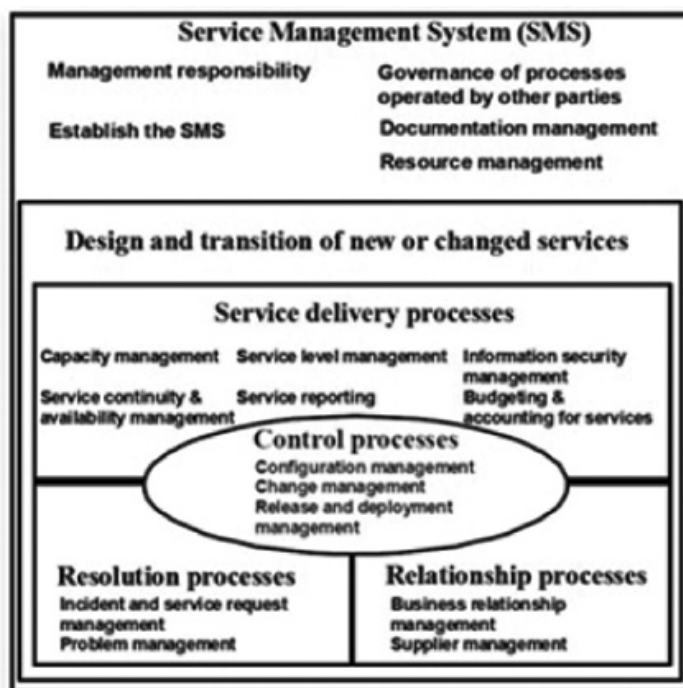 Service Management System (SMS)
Management responsibility
Governance of processes
operated by other parties
Establish the SMS
Documentation management
Resource management
Design and transition of new or changed services
Service delivery processes
Capacity management
Service level management
Information security
management
Service continuity &
availability management
Service reporting
Budgeting &
accounting for services
Control processes
Configuration management
Change management
Release and deployment
management
Resolution processes
Incident and service request
management
Problem management
Relationship processes
Business relationship
management
Supplier management